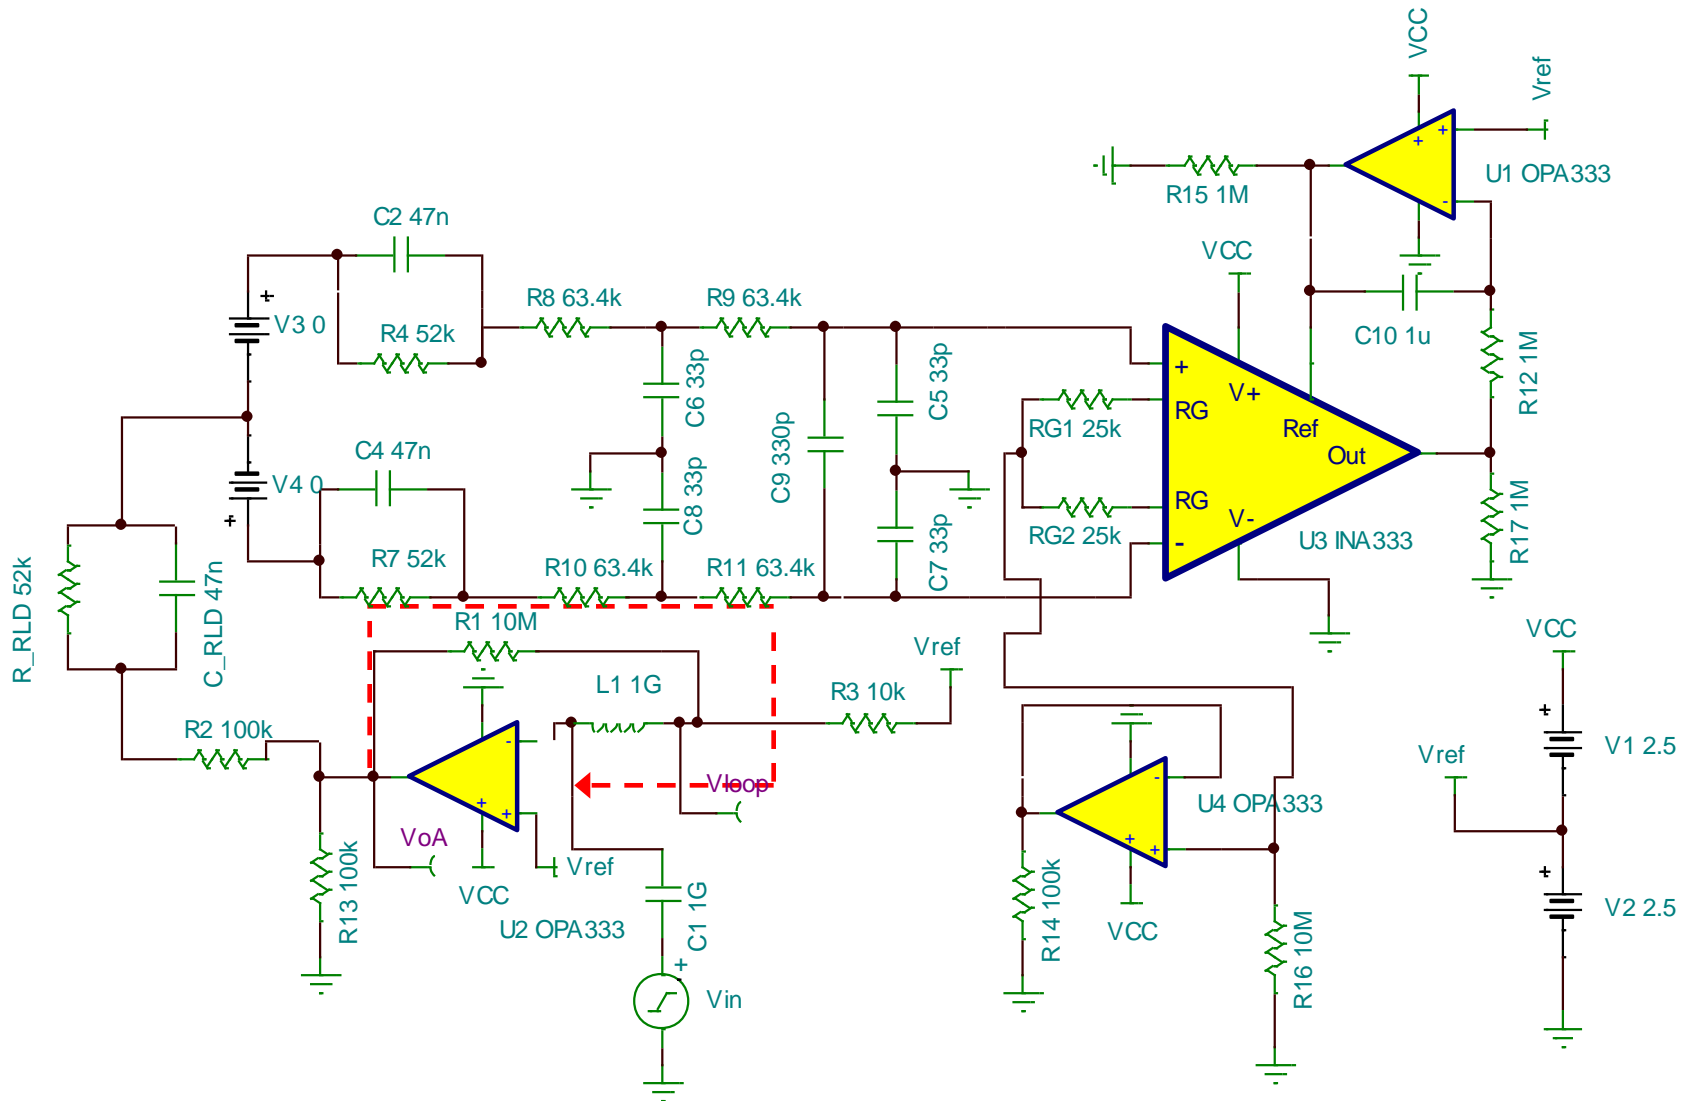 VCC
Vref
U1 OPA333
+
+
-
R15 1M
C2 47n
VCC
R8 63.4k
R9 63.4k
+
V3 0
R4 52k
C6 33p
C5 33p
C10 1u
R12 1M
+
RG
V+
RG1 25k
Ref
Out
C9 330p
C4 47n
V4 0
+
C8 33p
RG
V-
RG2 25k
-
U3 INA333
R17 1M
C7 33p
R7 52k
R10 63.4k
R11 63.4k
R_RLD 52k
C_RLD 47n
R1 10M
Vref
VCC
L1 1G
R3 10k
R2 100k
-
+
+
Vloop
-
+
+
U4 OPA333
Vref
+
V1 2.5
VoA
R13 100k
VCC
Vref
U2 OPA333
C1 1G
R14 100k
VCC
R16 10M
+
V2 2.5
+
Vin